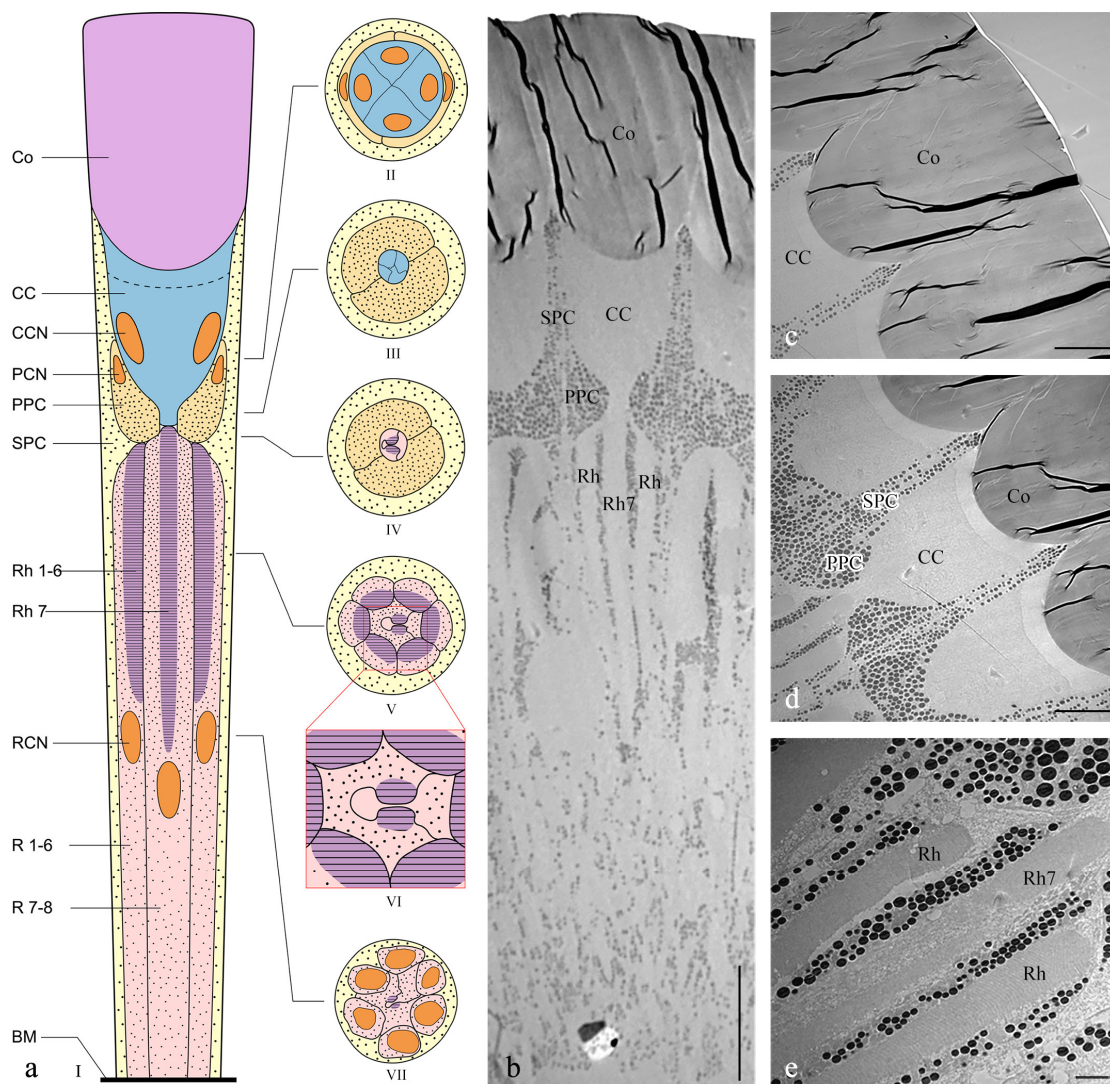 Co
CC
CCN
PCN
PPC
SPC
Rh 1-6
Rh 7
RCN
R 1-6
R 7-8
BM
I
a
II
III
IV
V
VI
VII
Co
SPC
CC
PPC
Rh
Rh
Rh7
b
Co
CC
c
Co
SPC
CC
PPC
d
Rh
Rh7
Rh
e